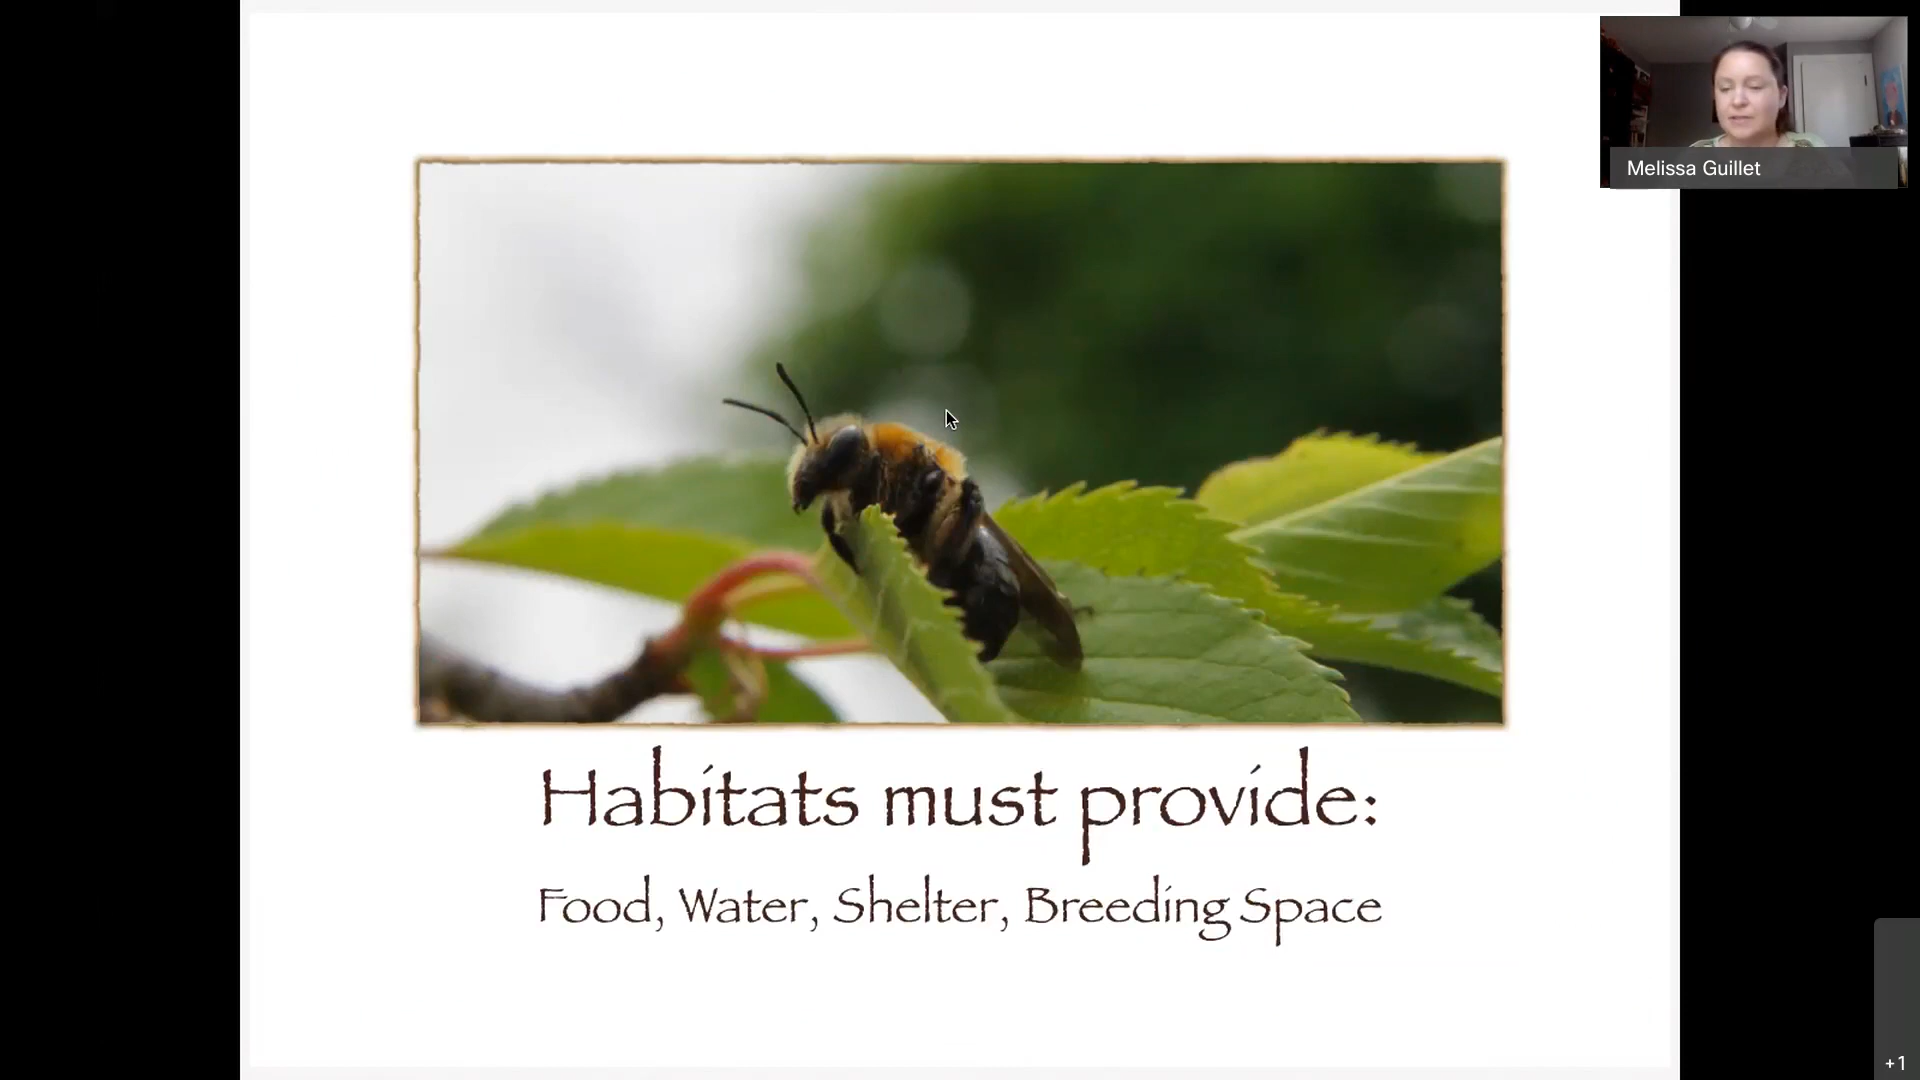 Melissa Guillet
Habitats must provide:
Food, Water, Shelter, Breeding Space
+1